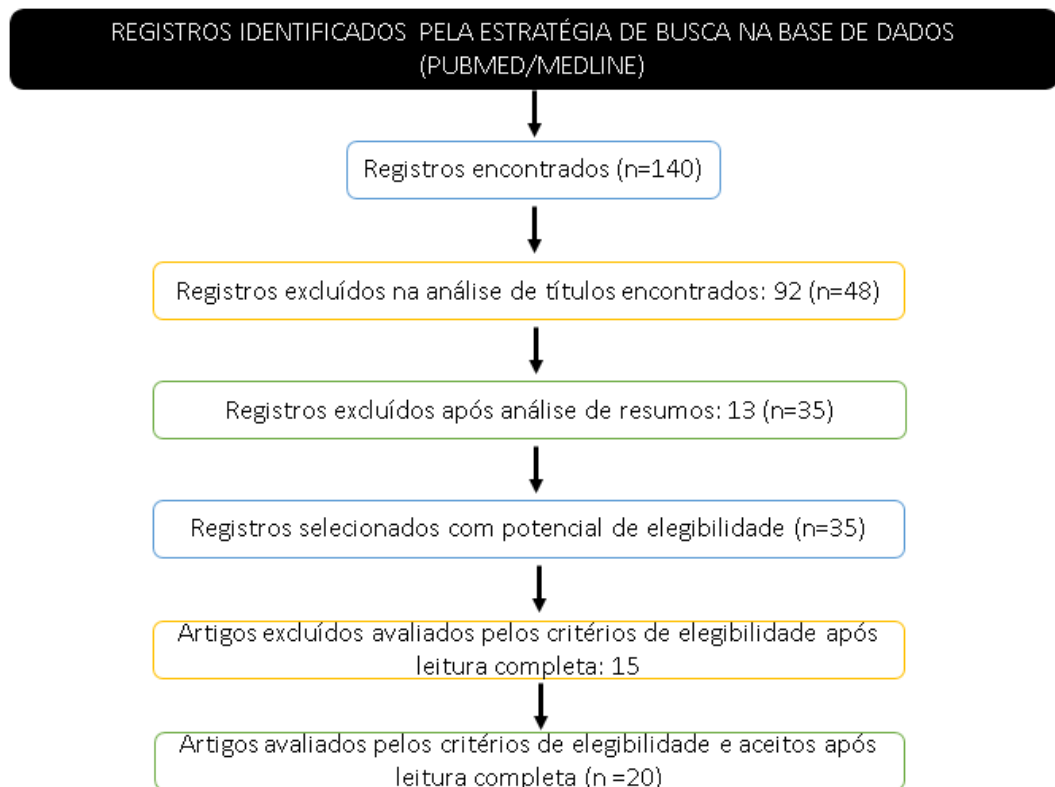 REGISTROS IDENTIFICADOS PELA ESTRATÉGIA DE BUSCA NA BASE DE DADOS
(PUBMED/MEDLINE)
Registros encontrados (n=140)
Registros excluídos na análise de títulos encontrados: 92 (n=48)
Registros excluídos após análise de resumos: 13 (n=35)
Registros selecionados com potencial de elegibilidade (n=35)
Artigos excluídos avaliados pelos critérios de elegibilidade após
leitura completa: 15
Artigos avaliados pelos critérios de elegibilidade e aceitos após
leitura completa (n =20)